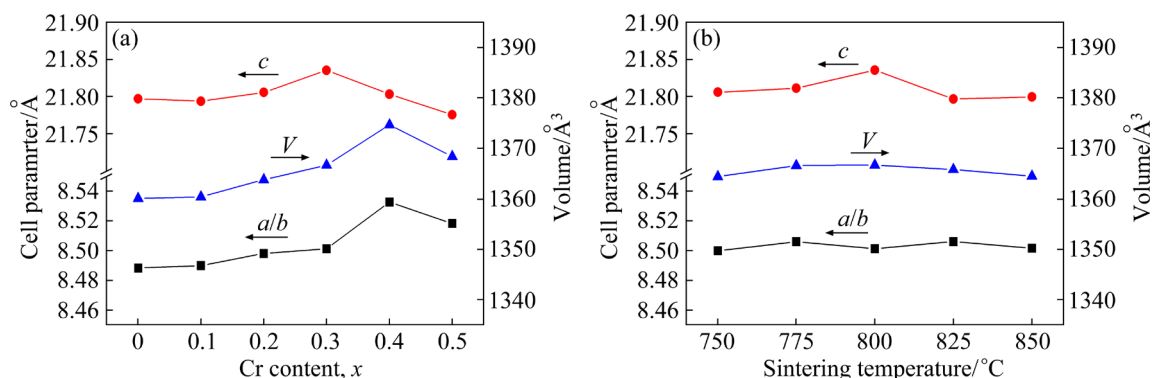 (a)
Cell paramrter/Å
21.90
21.85
21.80
21.75
8.54
8.52
8.50
8.48
8.46
c
V
a/b
1390
1380
1370
1360
1350
1340
Volume/Å³
0 0.1 0.2 0.3 0.4 0.5
Cr content, x
(b)
Cell paramrter/Å
21.90
21.85
21.80
21.75
8.54
8.52
8.50
8.48
8.46
c
V
a/b
1390
1380
1370
1360
1350
1340
Volume/Å³
750 775 800 825 850
Sintering temperature/°C